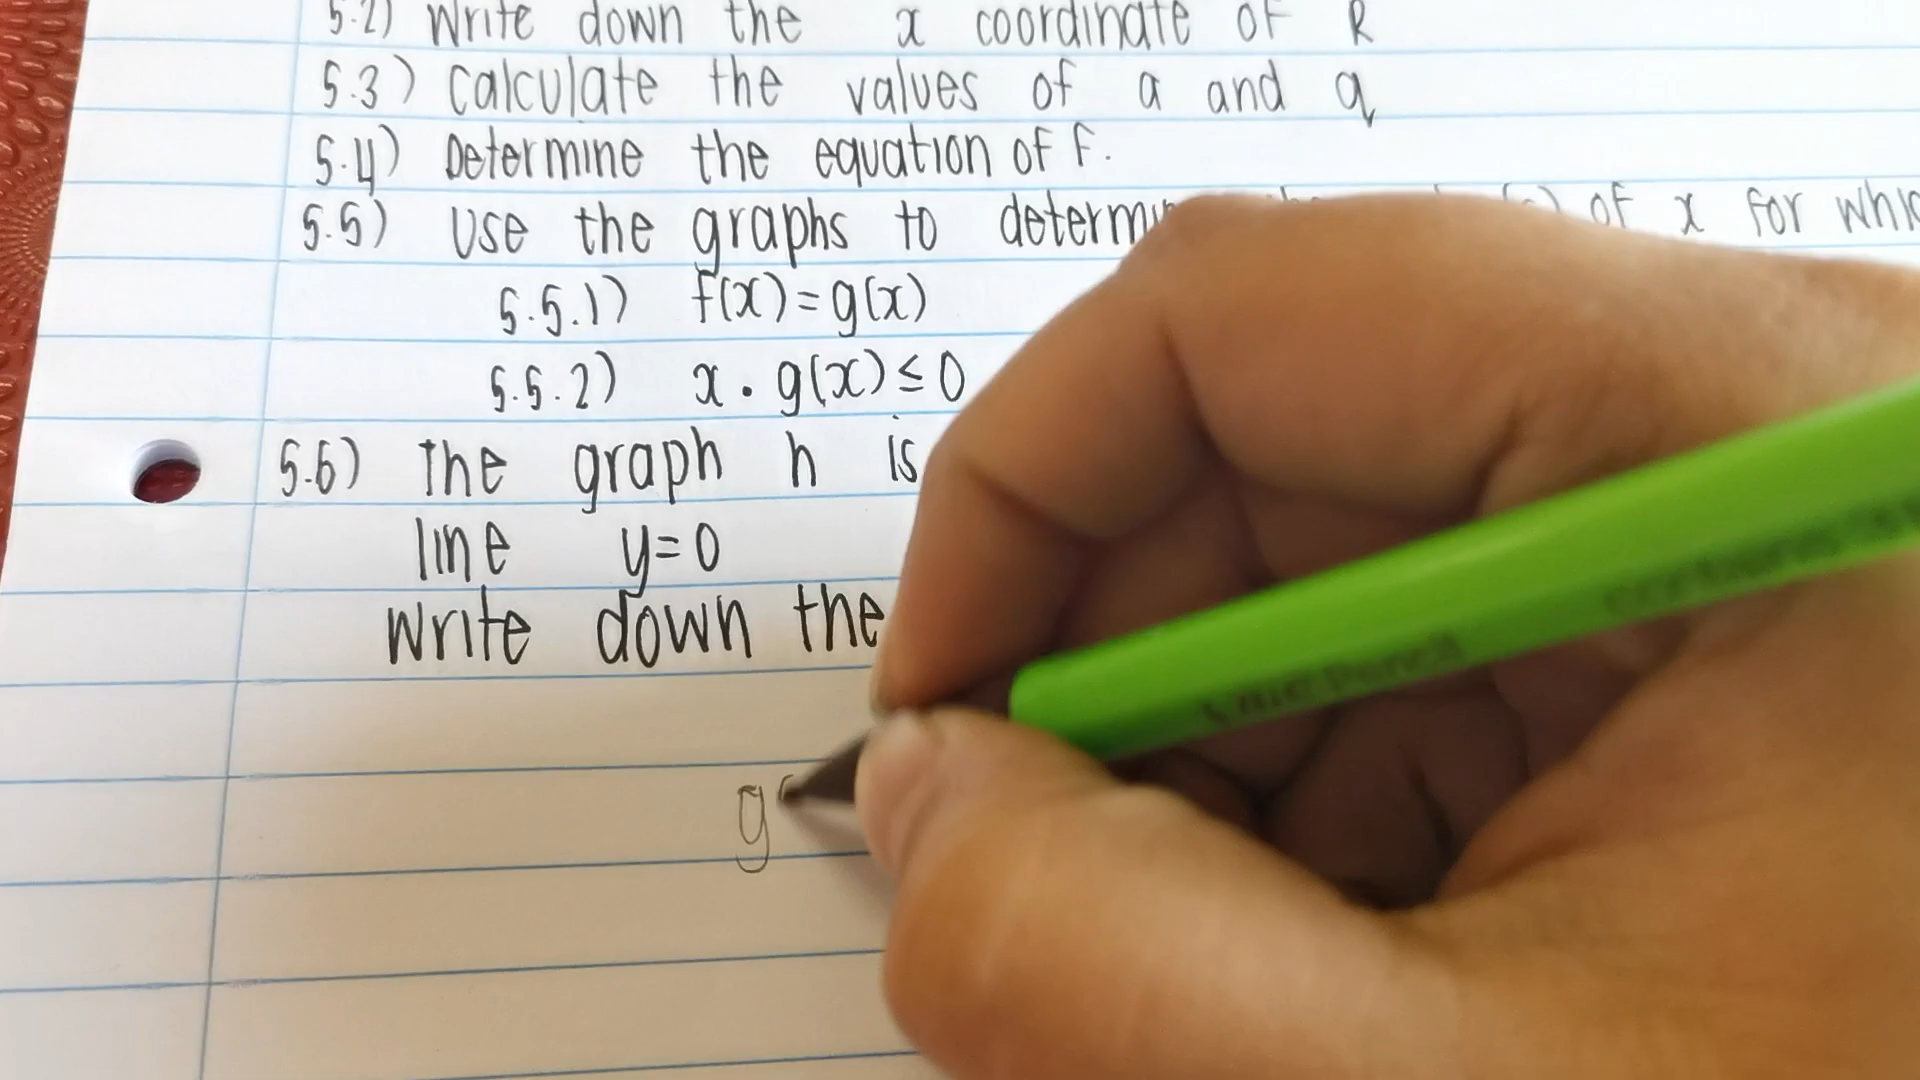 5.2) Write down the x coordinate of R
5.3) Calculate the values of a and q
5.4) Determine the equation of f.
5.5) Use the graphs to of x for
5.5.1) f(x) = g(x)
5.5.2) x . g(x) ≤ 0
5.6) The graph h is
line y=0
Write down the
g